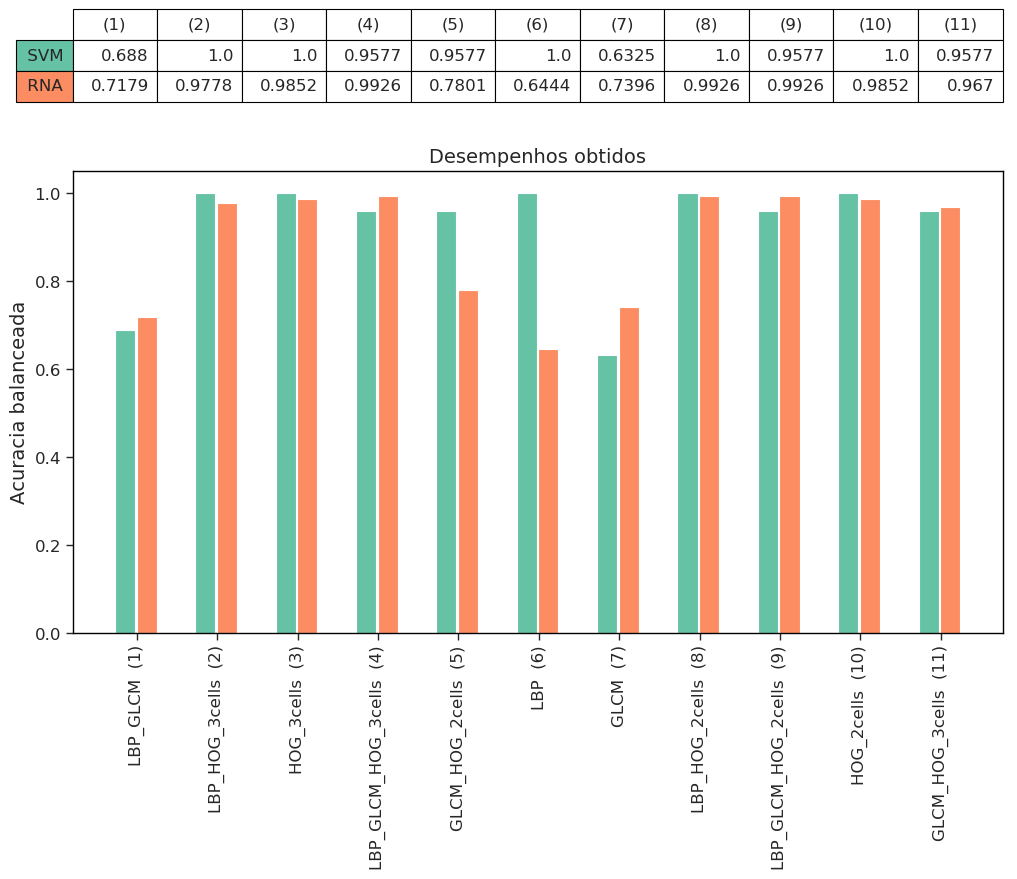 (1) (2) (3) (4) (5) (6) (7) (8) (9) (10) (11)
SVM 0.688 1.0 1.0 0.9577 0.9577 1.0 0.6325 1.0 0.9577 1.0 0.9577
RNA 0.7179 0.9778 0.9852 0.9926 0.7801 0.6444 0.7396 0.9926 0.9926 0.9852 0.967
Desempenhos obtidos
Acuracia balanceada
1.0
0.8
0.6
0.4
0.2
0.0
LBP_GLCM (1)
LBP_HOG_3cells (2)
HOG_3cells (3)
LBP_GLCM_HOG_3cells (4)
GLCM_HOG_2cells (5)
LBP (6)
GLCM (7)
LBP_HOG_2cells (8)
LBP_GLCM_HOG_2cells (9)
HOG_2cells (10)
GLCM_HOG_3cells (11)